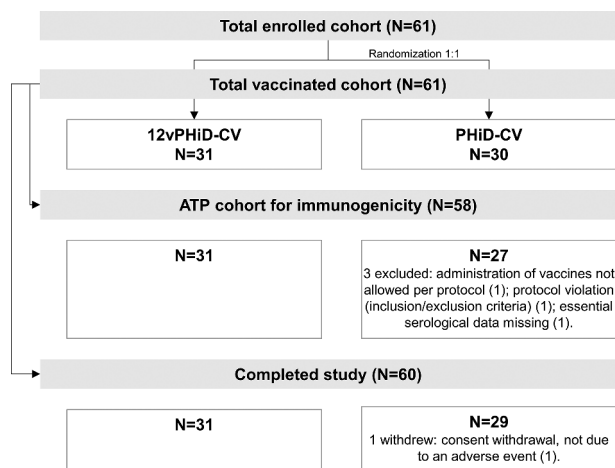 Total enrolled cohort (N=61)
Randomization 1:1
Total vaccinated cohort (N=61)
12vPHiD-CV
N=31
PHiD-CV
N=30
ATP cohort for immunogenicity (N=58)
N=31
N=27
3 excluded: administration of vaccines not
allowed per protocol (1); protocol violation
(inclusion/exclusion criteria) (1); essential
serological data missing (1).
Completed study (N=60)
N=31
N=29
1 withdrew: consent withdrawal, not due
to an adverse event (1).